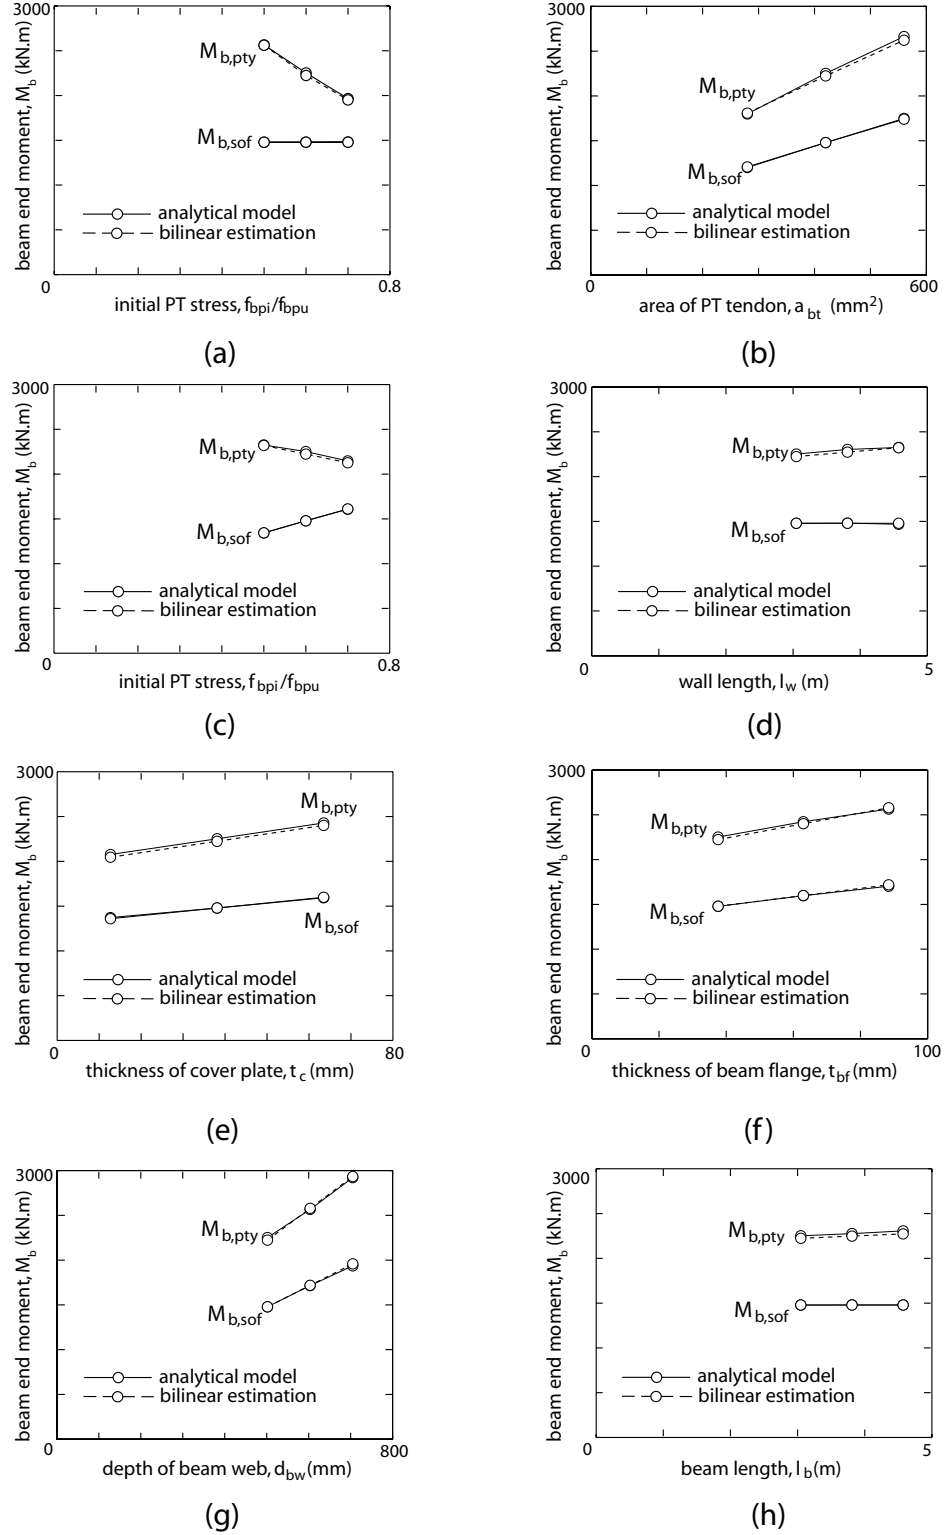 3000
beam end moment, M_b (kN.m)
M_b,pty
M_b,sof
analytical model
bilinear estimation
0
0.8
initial PT stress, f_bpi/f_bpu
(a)
3000
beam end moment, M_b (kN.m)
M_b,pty
M_b,sof
analytical model
bilinear estimation
0
600
area of PT tendon, a_bt (mm²)
(b)
3000
beam end moment, M_b (kN.m)
M_b,pty
M_b,sof
analytical model
bilinear estimation
0
0.8
initial PT stress, f_bpi/f_bpu
(c)
3000
beam end moment, M_b (kN.m)
M_b,pty
M_b,sof
analytical model
bilinear estimation
0
5
wall length, l_w (m)
(d)
3000
beam end moment, M_b (kN.m)
M_b,pty
M_b,sof
analytical model
bilinear estimation
0
80
thickness of cover plate, t_c (mm)
(e)
3000
beam end moment, M_b (kN.m)
M_b,pty
M_b,sof
analytical model
bilinear estimation
0
100
thickness of beam flange, t_bf (mm)
(f)
3000
beam end moment, M_b (kN.m)
M_b,pty
M_b,sof
analytical model
bilinear estimation
0
800
depth of beam web, d_bw (mm)
(g)
3000
beam end moment, M_b (kN.m)
M_b,pty
M_b,sof
analytical model
bilinear estimation
0
5
beam length, l_b (m)
(h)